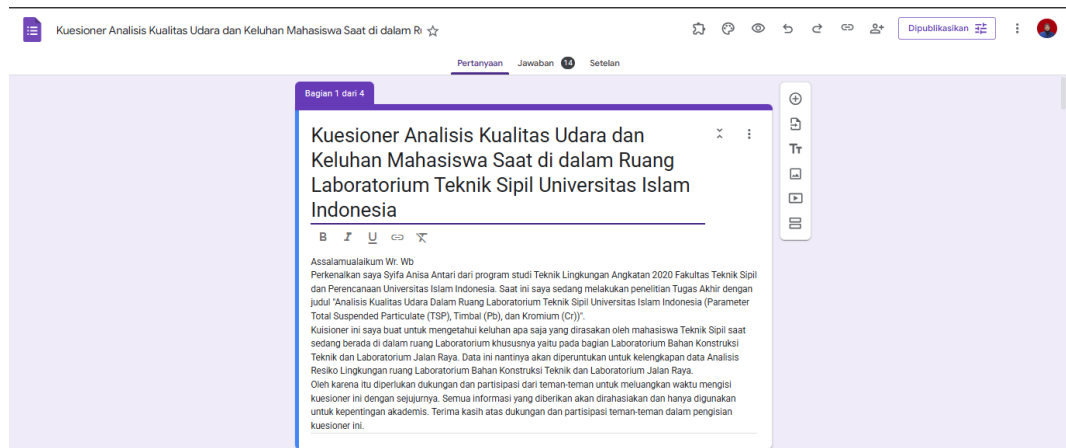 Kuesioner Analisis Kualitas Udara dan Keluhan Mahasiswa Saat di dalam Ru
Dipublikasikan
Pertanyaan Jawaban 14 Setelan
Bagian 1 dari 4
Kuesioner Analisis Kualitas Udara dan
Keluhan Mahasiswa Saat di dalam Ruang
Laboratorium Teknik Sipil Universitas Islam
Indonesia
B I U
Assalamualaikum Wr. Wb
Perkenalkan saya Syifa Anisa Antari dari program studi Teknik Lingkungan Angkatan 2020 Fakultas Teknik Sipil
dan Perencanaan Universitas Islam Indonesia. Saat ini saya sedang melakukan penelitian Tugas Akhir dengan
judul "Analisis Kualitas Udara Dalam Ruang Laboratorium Teknik Sipil Universitas Islam Indonesia (Parameter
Total Suspended Particulate (TSP), Timbal (Pb), dan Kromium (Cr))".
Kuisioner ini saya buat untuk mengetahui keluhan apa saja yang dirasakan oleh mahasiswa Teknik Sipil saat
sedang berada di dalam ruang Laboratorium khususnya yaitu pada bagian Laboratorium Bahan Konstruksi
Teknik dan Laboratorium Jalan Raya. Data ini nantinya akan diperuntukan untuk kelengkapan data Analisis
Resiko Lingkungan ruang Laboratorium Bahan Konstruksi Teknik dan Laboratorium Jalan Raya.
Oleh karena itu diperlukan dukungan dan partisipasi dari teman-teman untuk meluangkan waktu mengisi
kuesioner ini dengan sejujurnya. Semua informasi yang diberikan akan dirahasiakan dan hanya digunakan
untuk kepentingan akademis. Terima kasih atas dukungan dan partisipasi teman-teman dalam pengisian
kuesioner ini.
Tт